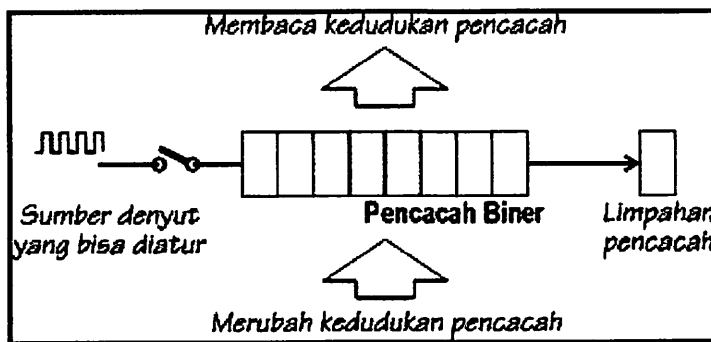 Membaca kedudukan pencacah
Sumber denyut
yang bisa diatur
Pencacah Biner
Limpahan
pencacah
Merubah kedudukan pencacah